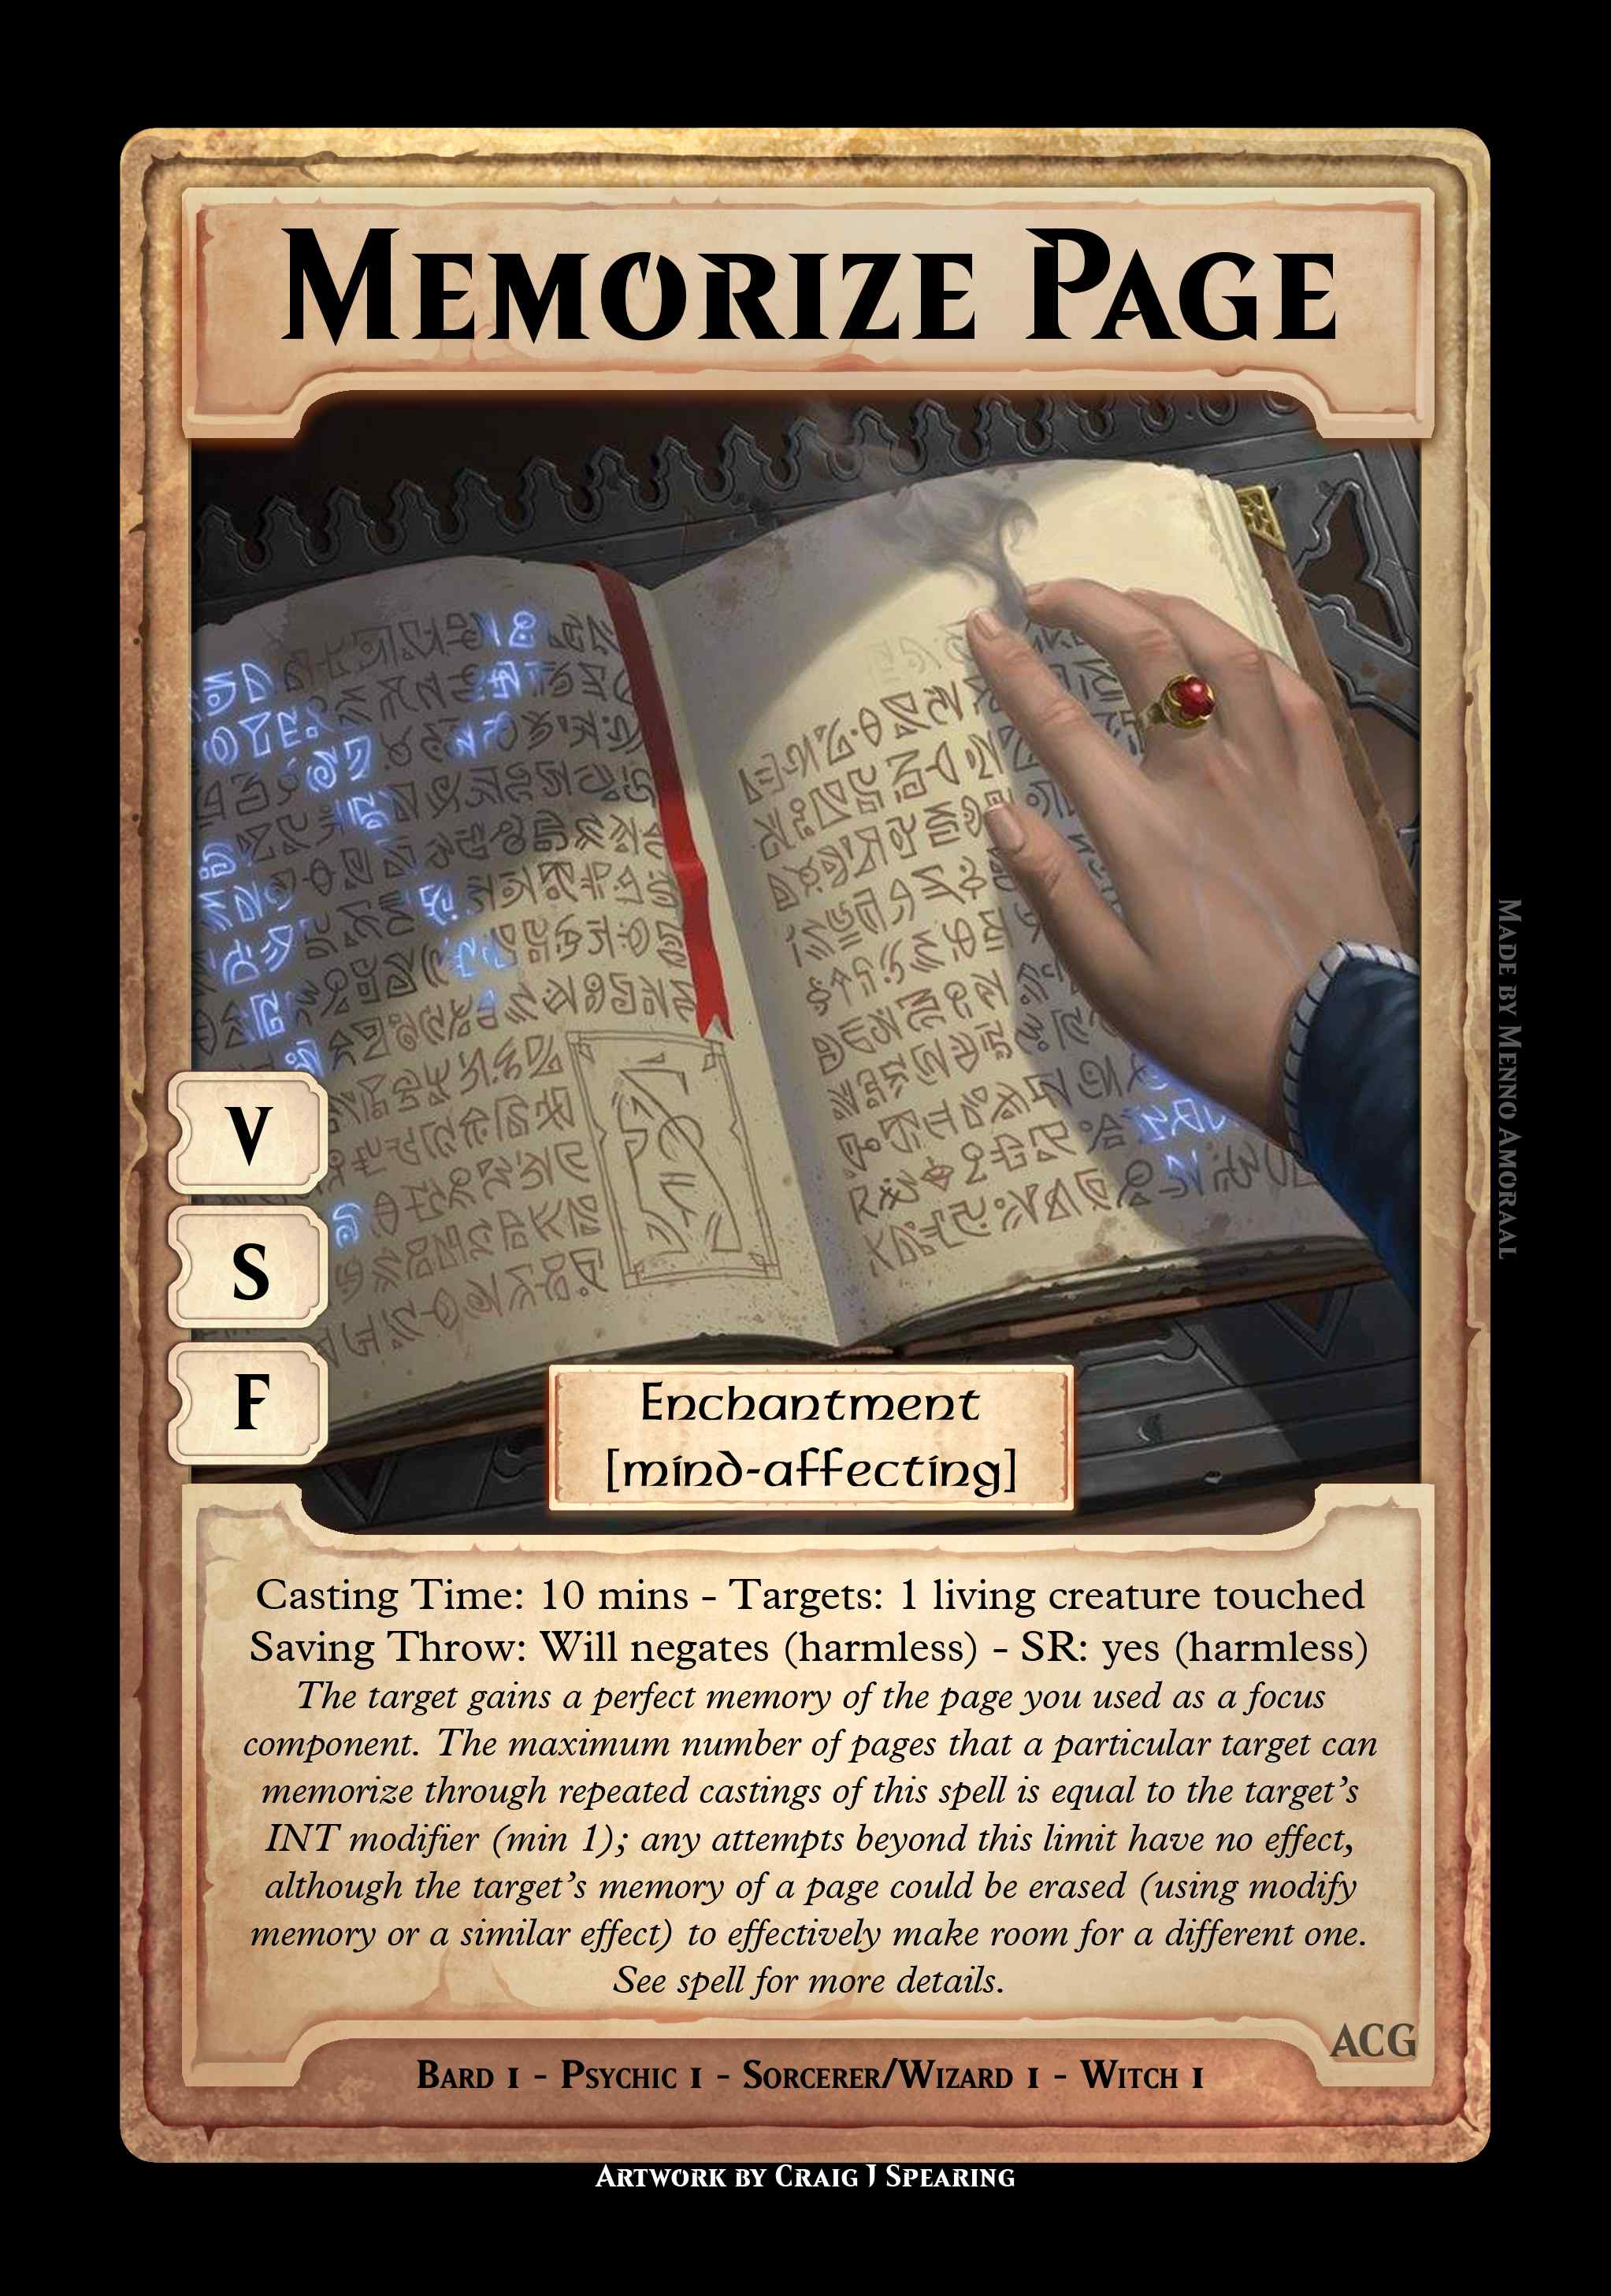 Memorize Page
V
S
F
Enchantment
[mind-affecting]
Casting Time: 10 mins - Targets: 1 living creature touched
Saving Throw: Will negates (harmless) - SR: yes (harmless)
The target gains a perfect memory of the page you used as a focus
component. The maximum number of pages that a particular target can
memorize through repeated castings of this spell is equal to the target's
INT modifier (min 1); any attempts beyond this limit have no effect,
although the target's memory of a page could be erased (using modify
memory or a similar effect) to effectively make room for a different one.
See spell for more details.
ACG
Bard 1 - Psychic 1 - Sorcerer/Wizard 1 - Witch 1
Artwork by Craig J Spearing
Made by Menno Amoraal